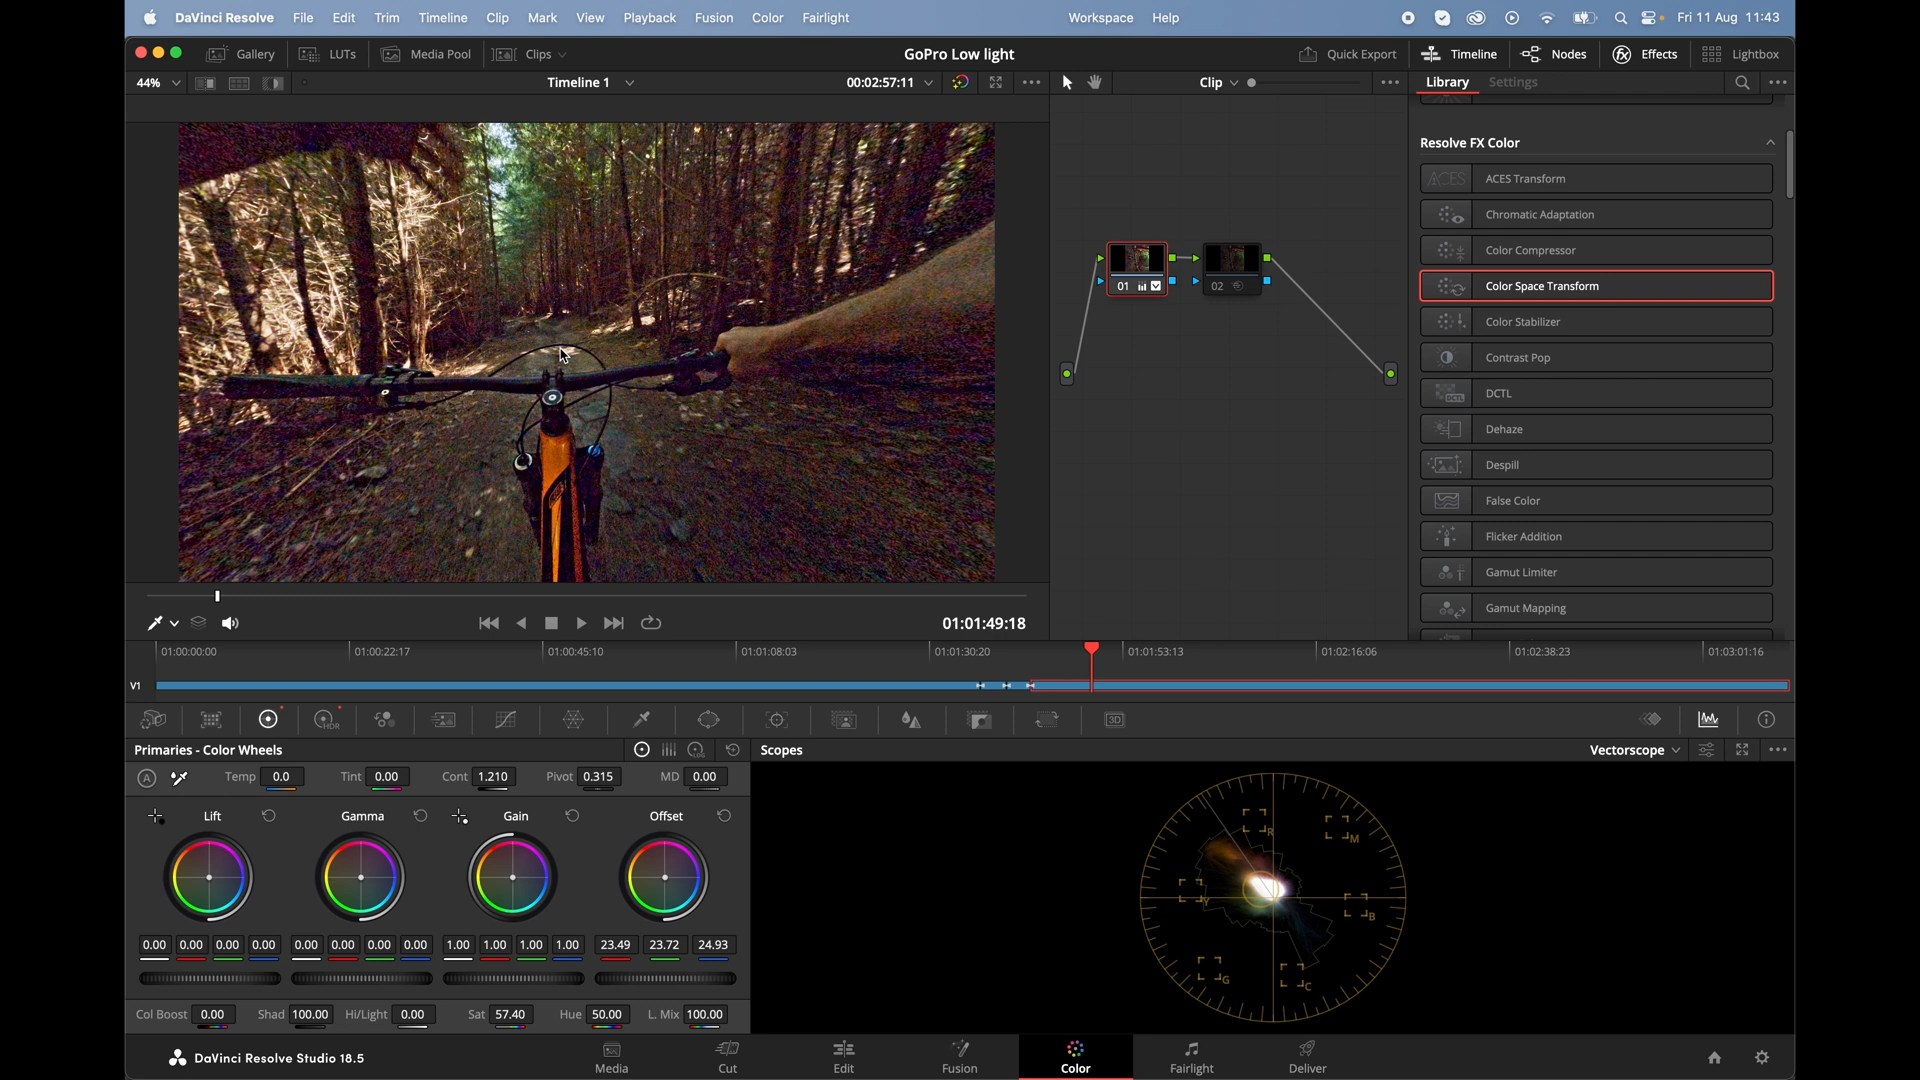 DaVinci Resolve File Edit Trim Timeline Clip Mark View Playback Fusion Color Fairlight Workspace Help Fri 11 Aug 11:43
Gallery LUTs Media Pool Clips GoPro Low light Quick Export Timeline Nodes Effects Lightbox
44% Timeline 1 00:02:57:11 Clip Library Settings
Resolve FX Color
ACES ACES Transform
Chromatic Adaptation
Color Compressor
01 02
Color Space Transform
Color Stabilizer
Contrast Pop
DCTL DCTL
Dehaze
Despill
False Color
Flicker Addition
Gamut Limiter
Gamut Mapping
01:01:49:18
01:00:00:00 01:00:22:17 01:00:45:10 01:01:08:03 01:01:30:20 01:01:53:13 01:02:16:06 01:02:38:23 01:03:01:16
V1
HDR 3D
Primaries - Color Wheels Scopes Vectorscope
A Temp 0.0 Tint 0.00 Cont 1.210 Pivot 0.315 MD 0.00
Lift Gamma Gain Offset
R M
Y B
G C
0.00 0.00 0.00 0.00 0.00 0.00 0.00 0.00 1.00 1.00 1.00 1.00 23.49 23.72 24.93
Col Boost 0.00 Shad 100.00 Hi/Light 0.00 Sat 57.40 Hue 50.00 L. Mix 100.00
DaVinci Resolve Studio 18.5 Media Cut Edit Fusion Color Fairlight Deliver